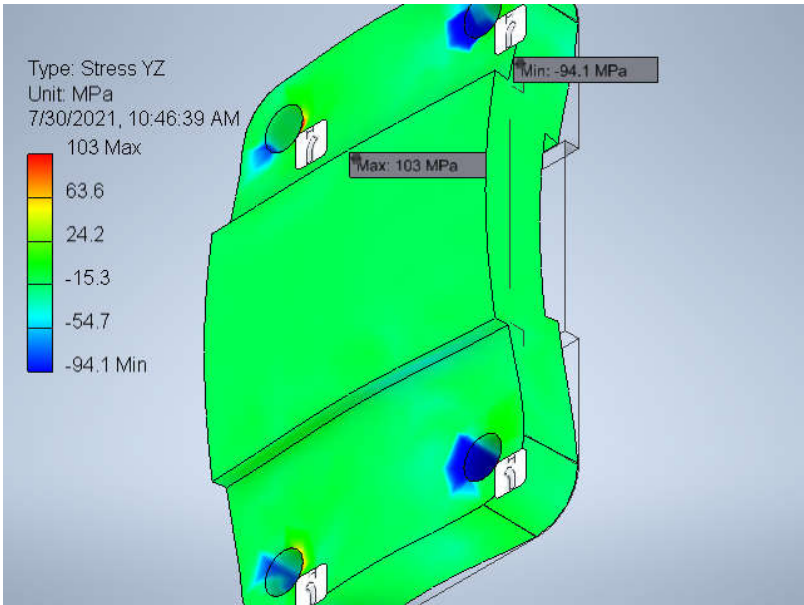 Type: Stress YZ
Unit: MPa
7/30/2021, 10:46:39 AM
103 Max
63.6
24.2
-15.3
-54.7
-94.1 Min
Min: -94.1 MPa
Max: 103 MPa